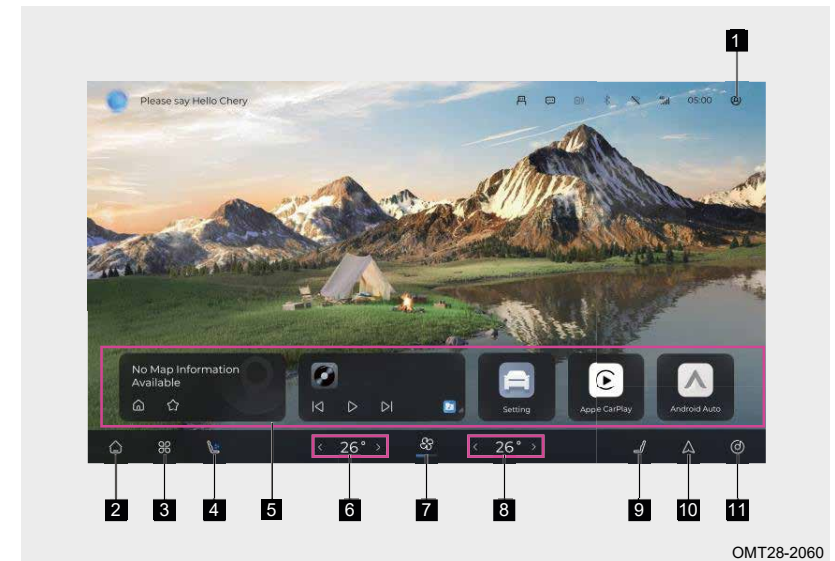 1
Please say Hello Chery
4G
05:00
No Map Information
Available
Setting
Apple CarPlay
Android Auto
26°
26°
2
3
4
5
6
7
8
9
10
11
OMT28-2060